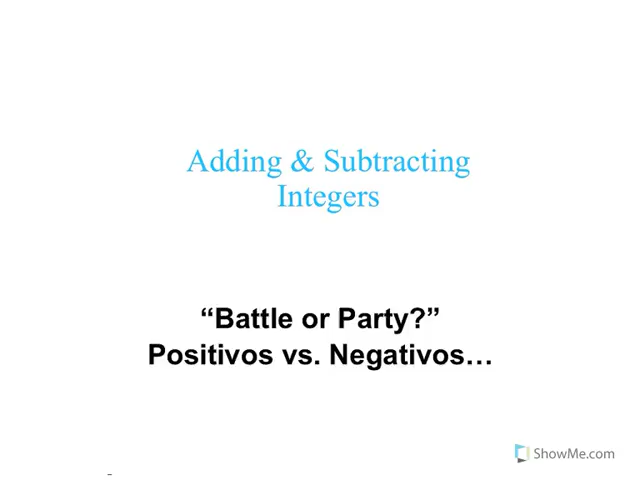 Adding & Subtracting
Integers
“Battle or Party?”
Positivos vs. Negativos…
ShowMe.com